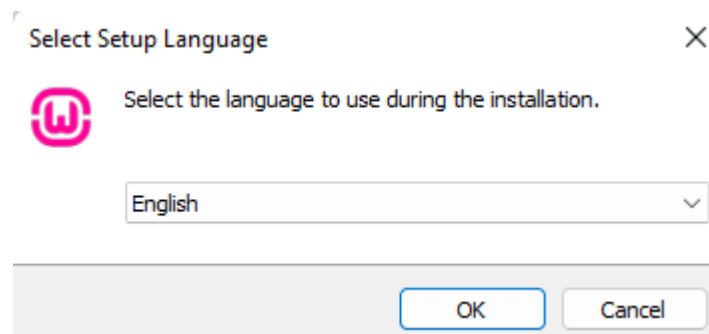 Select Setup Language
Select the language to use during the installation.
English
OK
Cancel